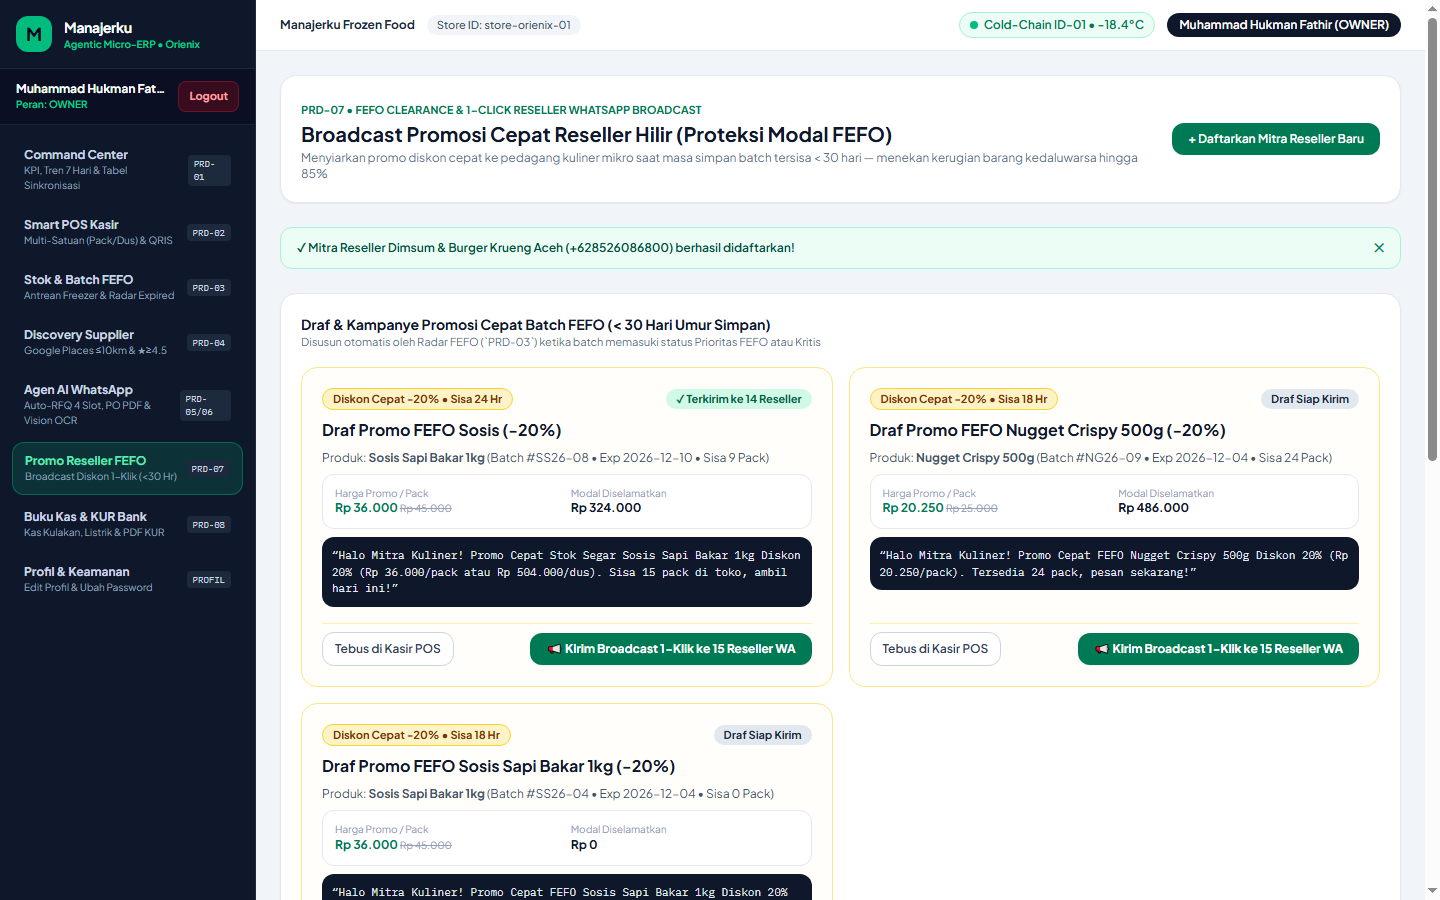 M
Manajerku
Agentic Micro-ERP • Orienix
Muhammad Hukman Fat...
Peran: OWNER
Logout
Command Center
KPI, Tren 7 Hari & Tabel
Sinkronisasi
PRD-
01
Smart POS Kasir
Multi-Satuan (Pack/Dus) & QRIS
PRD-02
Stok & Batch FEFO
Antrean Freezer & Radar Expired
PRD-03
Discovery Supplier
Google Places ≤10km & ★≥4.5
PRD-04
Agen AI WhatsApp
Auto-RFQ 4 Slot, PO PDF &
Vision OCR
PRD-
05/06
Promo Reseller FEFO
Broadcast Diskon 1-Klik (<30 Hr)
PRD-07
Buku Kas & KUR Bank
Kas Kulakan, Listrik & PDF KUR
PRD-08
Profil & Keamanan
Edit Profil & Ubah Password
PROFIL
Manajerku Frozen Food
Store ID: store-orienix-01
Cold-Chain ID-01 • -18.4°C
Muhammad Hukman Fathir (OWNER)
PRD-07 • FEFO CLEARANCE & 1-CLICK RESELLER WHATSAPP BROADCAST
Broadcast Promosi Cepat Reseller Hilir (Proteksi Modal FEFO)
Menyiarkan promo diskon cepat ke pedagang kuliner mikro saat masa simpan batch tersisa < 30 hari — menekan kerugian barang kedaluwarsa hingga
85%
+ Daftarkan Mitra Reseller Baru
✓ Mitra Reseller Dimsum & Burger Krueng Aceh (+628526086800) berhasil didaftarkan!
✕
Draf & Kampanye Promosi Cepat Batch FEFO (< 30 Hari Umur Simpan)
Disusun otomatis oleh Radar FEFO (`PRD-03`) ketika batch memasuki status Prioritas FEFO atau Kritis
Diskon Cepat -20% • Sisa 24 Hr
✓ Terkirim ke 14 Reseller
Draf Promo FEFO Sosis (-20%)
Produk: Sosis Sapi Bakar 1kg (Batch #SS26-08 • Exp 2026-12-10 • Sisa 9 Pack)
Harga Promo / Pack
Rp 36.000 Rp 45.000
Modal Diselamatkan
Rp 324.000
“Halo Mitra Kuliner! Promo Cepat Stok Segar Sosis Sapi Bakar 1kg Diskon
20% (Rp 36.000/pack atau Rp 504.000/dus). Sisa 15 pack di toko, ambil
hari ini!”
Tebus di Kasir POS
📢 Kirim Broadcast 1-Klik ke 15 Reseller WA
Diskon Cepat -20% • Sisa 18 Hr
Draf Siap Kirim
Draf Promo FEFO Nugget Crispy 500g (-20%)
Produk: Nugget Crispy 500g (Batch #NG26-09 • Exp 2026-12-04 • Sisa 24 Pack)
Harga Promo / Pack
Rp 20.250 Rp 25.000
Modal Diselamatkan
Rp 486.000
“Halo Mitra Kuliner! Promo Cepat FEFO Nugget Crispy 500g Diskon 20% (Rp
20.250/pack). Tersedia 24 pack, pesan sekarang!”
Tebus di Kasir POS
📢 Kirim Broadcast 1-Klik ke 15 Reseller WA
Diskon Cepat -20% • Sisa 18 Hr
Draf Siap Kirim
Draf Promo FEFO Sosis Sapi Bakar 1kg (-20%)
Produk: Sosis Sapi Bakar 1kg (Batch #SS26-04 • Exp 2026-12-04 • Sisa 0 Pack)
Harga Promo / Pack
Rp 36.000 Rp 45.000
Modal Diselamatkan
Rp 0
“Halo Mitra Kuliner! Promo Cepat FEFO Sosis Sapi Bakar 1kg Diskon 20%